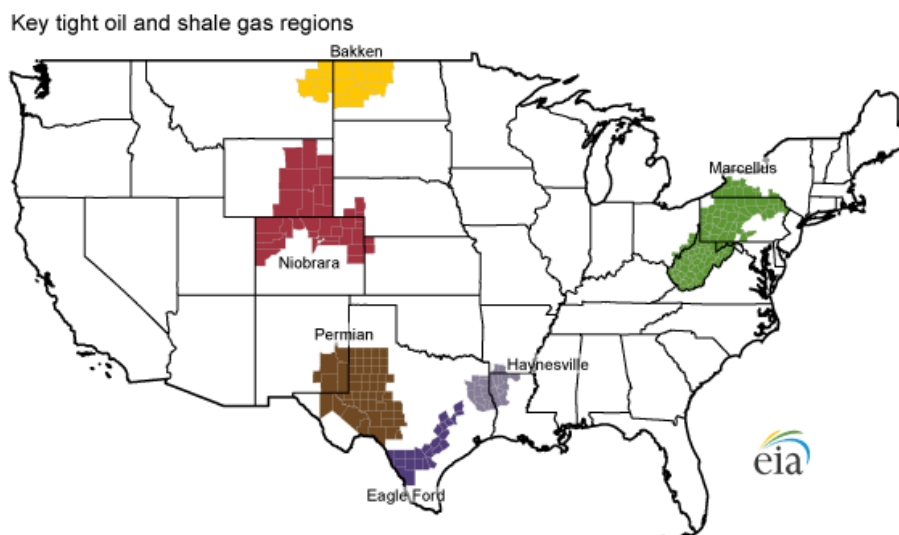 Key tight oil and shale gas regions
Bakken
Marcellus
Niobrara
Permian
Haynesville
Eagle Ford
eia